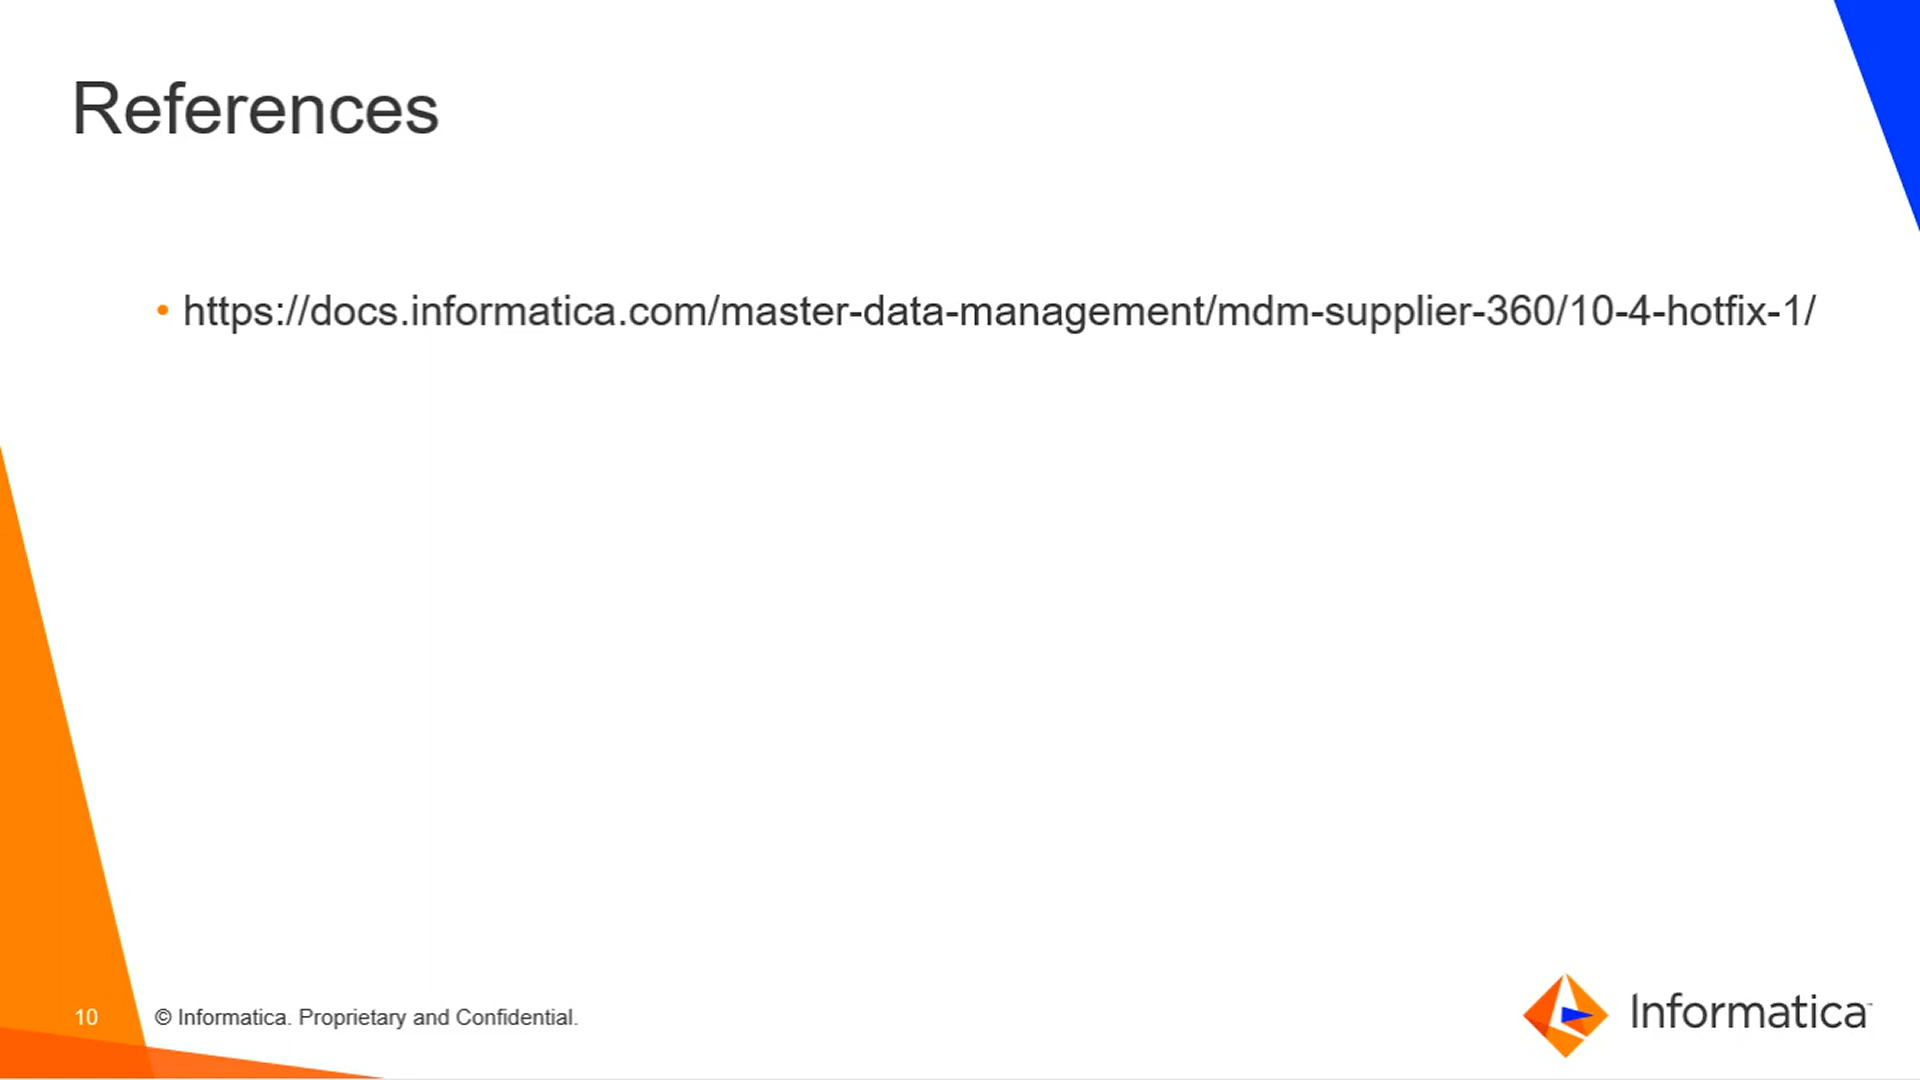 References
• https://docs.informatica.com/master-data-management/mdm-supplier-360/10-4-hotfix-1/
10
© Informatica. Proprietary and Confidential.
Informatica